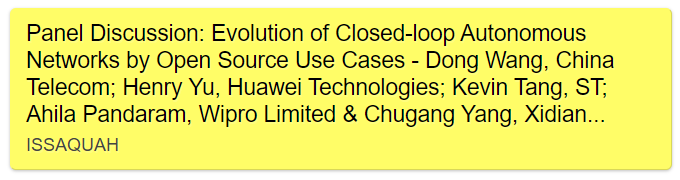 Panel Discussion: Evolution of Closed-loop Autonomous
Networks by Open Source Use Cases - Dong Wang, China
Telecom; Henry Yu, Huawei Technologies; Kevin Tang, ST;
Ahila Pandaram, Wipro Limited & Chugang Yang, Xidian...
ISSAQUAH